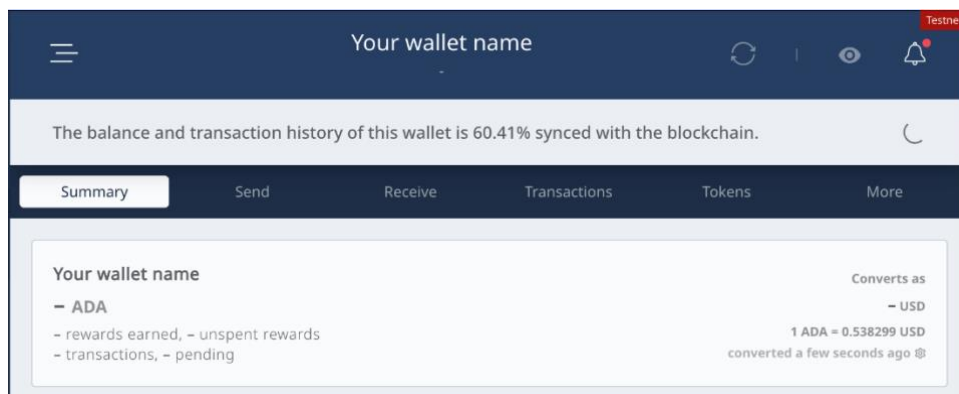 Testne
Your wallet name
-
The balance and transaction history of this wallet is 60.41% synced with the blockchain.
Summary Send Receive Transactions Tokens More
Your wallet name
Converts as
– ADA
– USD
– rewards earned, – unspent rewards
1 ADA = 0.538299 USD
– transactions, – pending
converted a few seconds ago